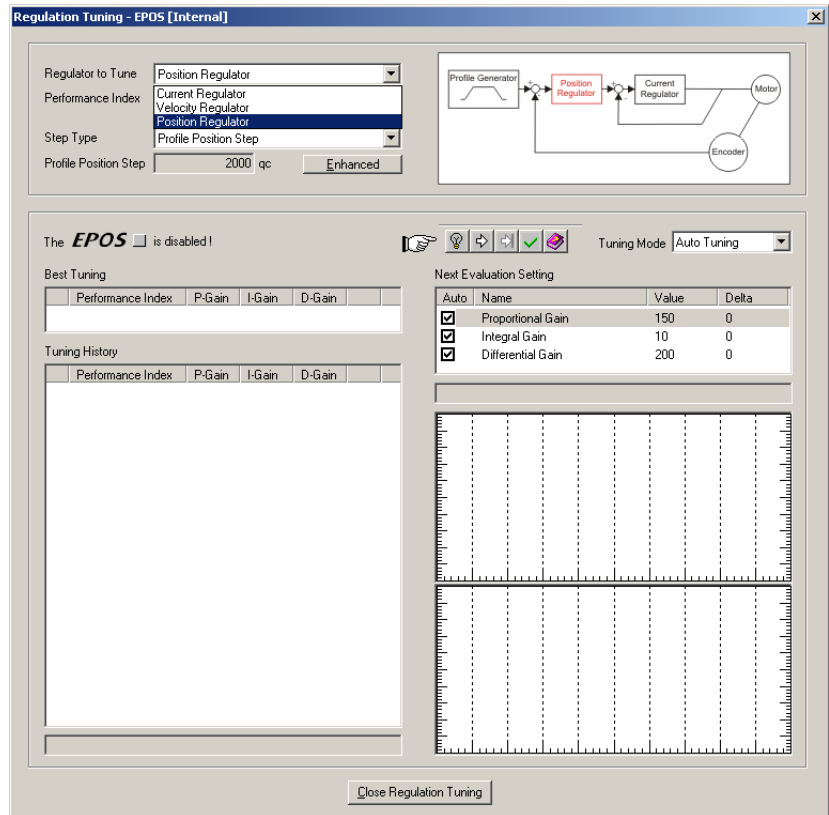 Regulation Tuning - EPOS [Internal]
Regulator to Tune Position Regulator
Performance Index Current Regulator
Velocity Regulator
Position Regulator
Step Type Profile Position Step
Profile Position Step 2000 qc Enhanced
Profile Generator
Position Regulator
Current Regulator
Motor
Encoder
+
-
+
-
The EPOS is disabled !
Tuning Mode Auto Tuning
Best Tuning
Performance Index P-Gain I-Gain D-Gain
Tuning History
Performance Index P-Gain I-Gain D-Gain
Next Evaluation Setting
Auto Name Value Delta
Proportional Gain 150 0
Integral Gain 10 0
Differential Gain 200 0
Close Regulation Tuning